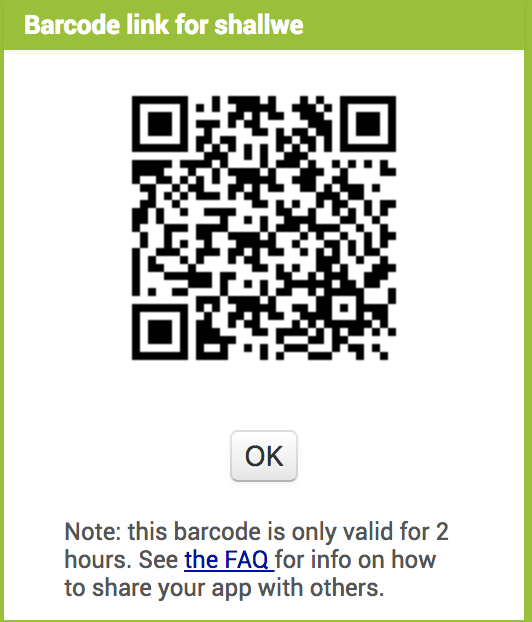 Barcode link for shallwe
OK
Note: this barcode is only valid for 2
hours. See the FAQ for info on how
to share your app with others.